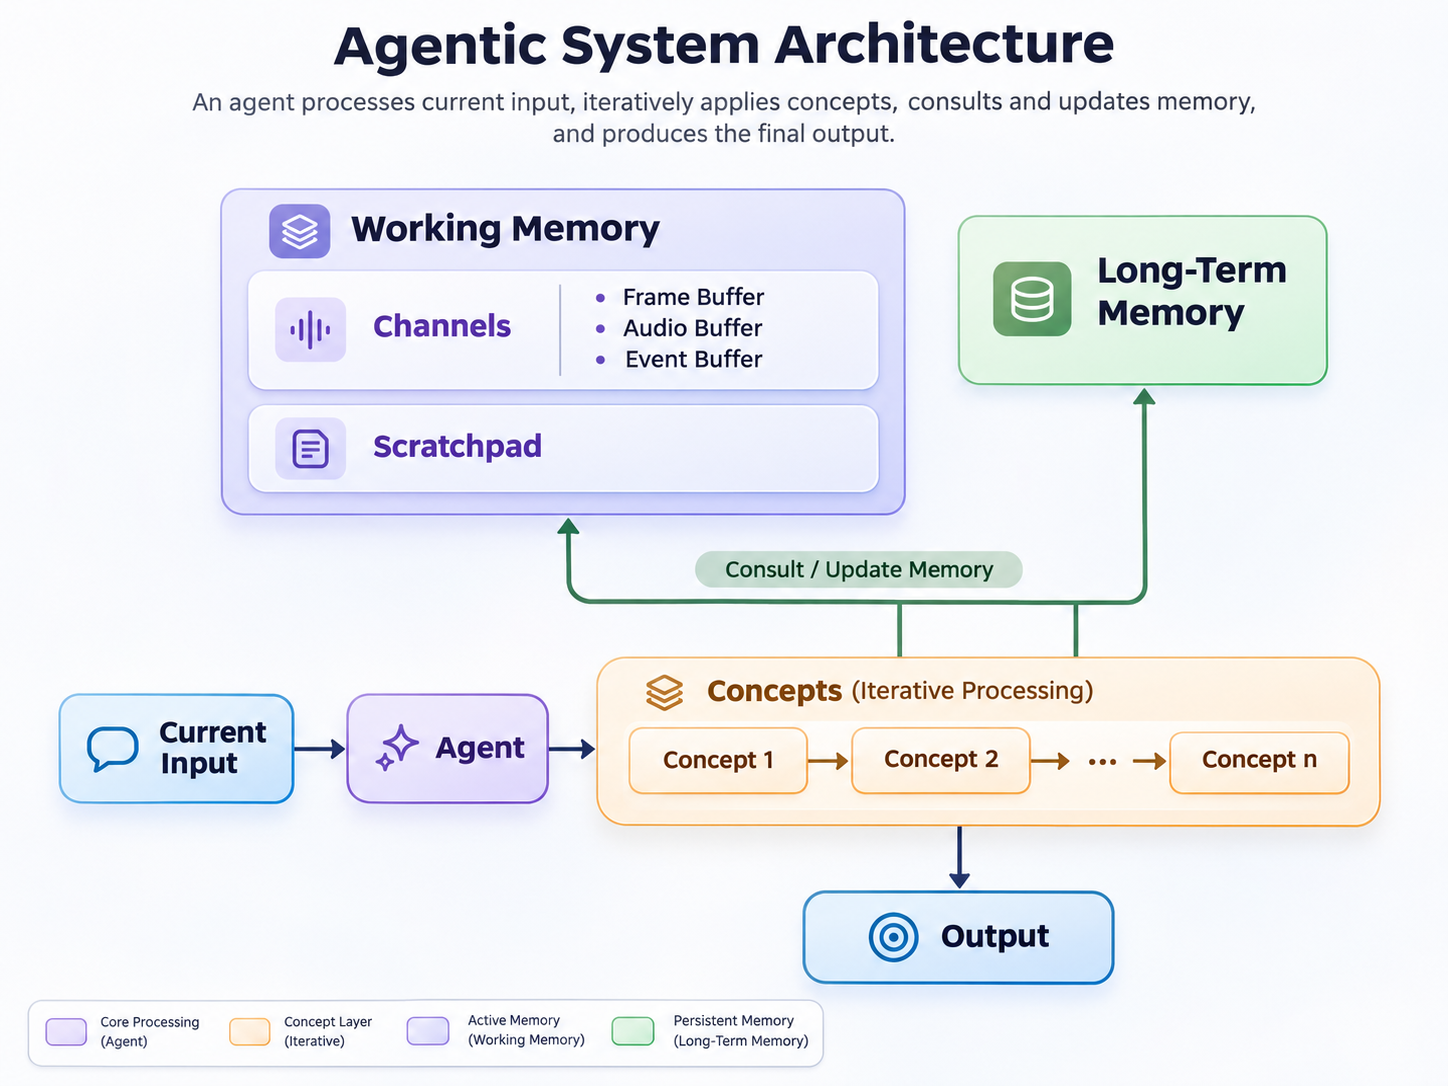 Agentic System Architecture
An agent processes current input, iteratively applies concepts, consults and updates memory,
and produces the final output.
Working Memory
Channels
• Frame Buffer
• Audio Buffer
• Event Buffer
Scratchpad
Long-Term
Memory
Consult / Update Memory
Current
Input
Agent
Concepts (Iterative Processing)
Concept 1
Concept 2
...
Concept n
Output
Core Processing
(Agent)
Concept Layer
(Iterative)
Active Memory
(Working Memory)
Persistent Memory
(Long-Term Memory)